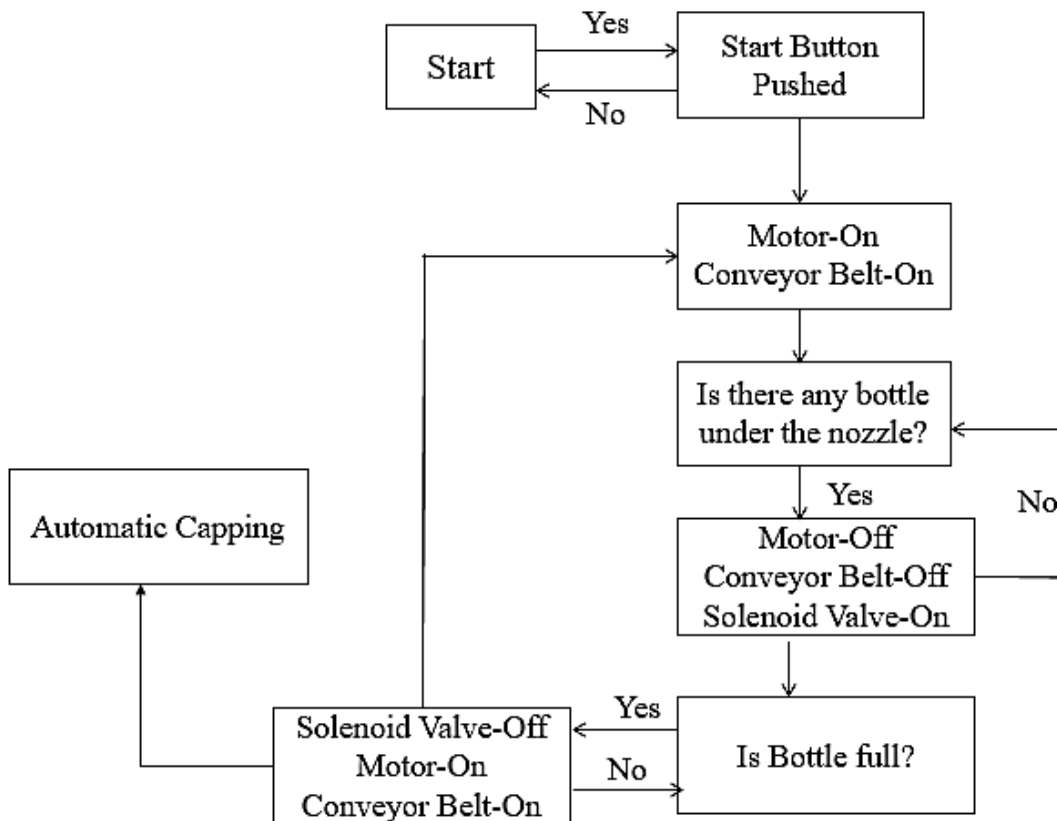 Yes
Start
Start Button
Pushed
No
Motor-On
Conveyor Belt-On
Is there any bottle
under the nozzle?
Yes
No
Automatic Capping
Motor-Off
Conveyor Belt-Off
Solenoid Valve-On
Yes
Solenoid Valve-Off
Motor-On
Conveyor Belt-On
No
Is Bottle full?